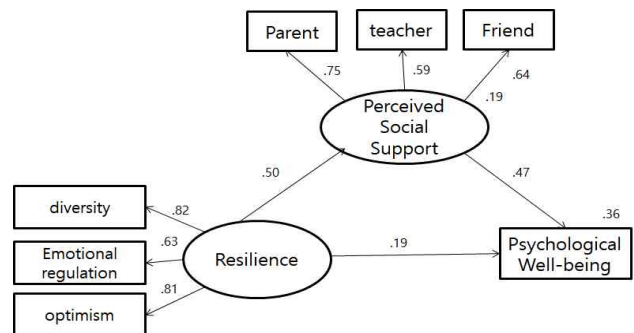 Parent
teacher
Friend
.75
.59
.64
.19
Perceived
Social
Support
.50
.47
diversity
.82
.36
Emotional
regulation
.63
Resilience
.19
Psychological
Well-being
.81
optimism